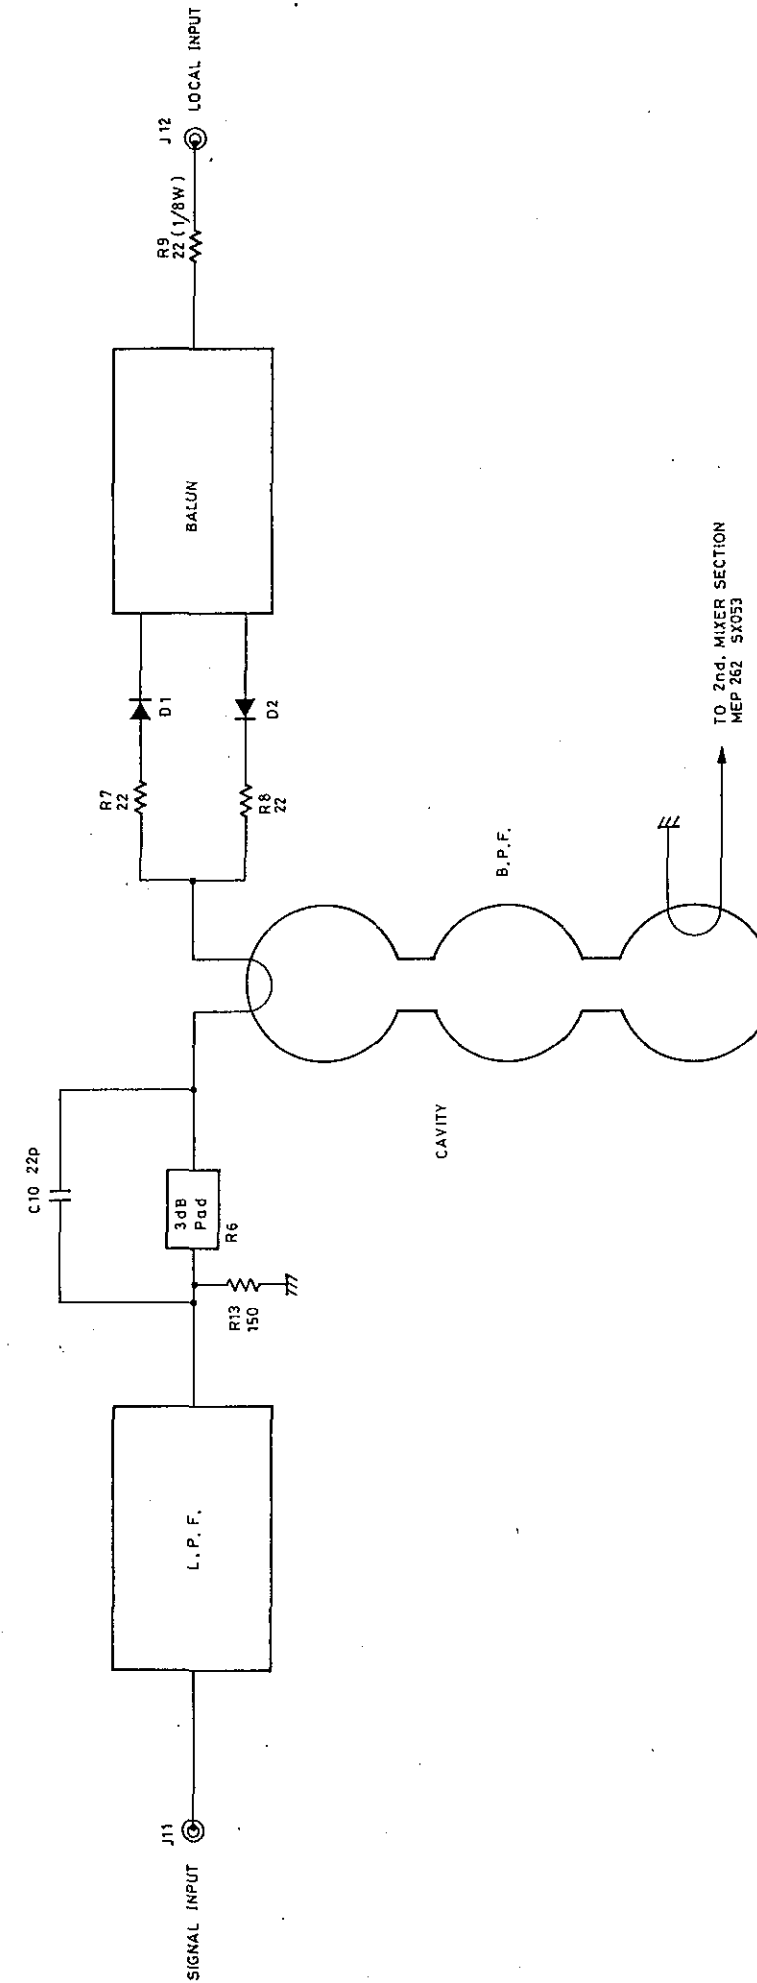 SIGNAL INPUT
J11
L.P.F.
R13
150
C10 22p
3dB
Pad
R6
CAVITY
B.P.F.
R7
22
R8
22
D1
D2
BALUN
R9
22 (1/8W)
J12
LOCAL INPUT
TO 2nd. MIXER SECTION
MEP 262 5X053